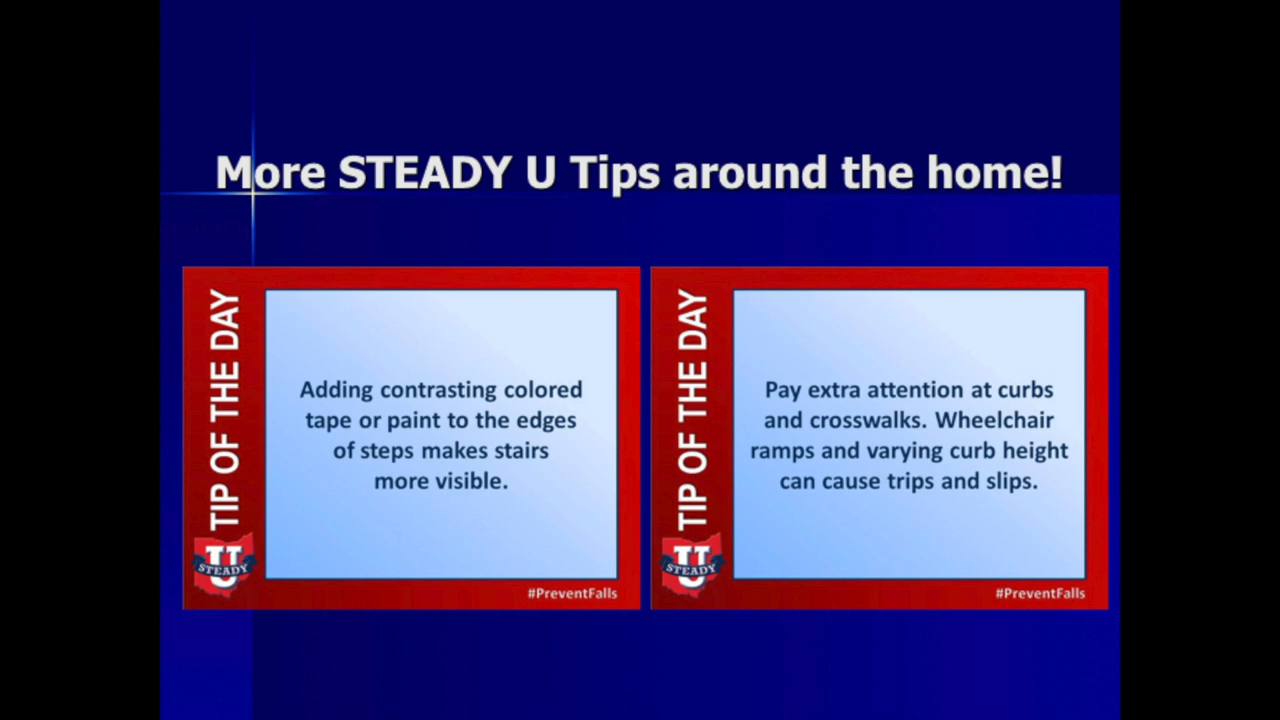 More STEADY U Tips around the home!
TIP OF THE DAY
Adding contrasting colored
tape or paint to the edges
of steps makes stairs
more visible.
U
STEADY
#PreventFalls
TIP OF THE DAY
Pay extra attention at curbs
and crosswalks. Wheelchair
ramps and varying curb height
can cause trips and slips.
U
STEADY
#PreventFalls